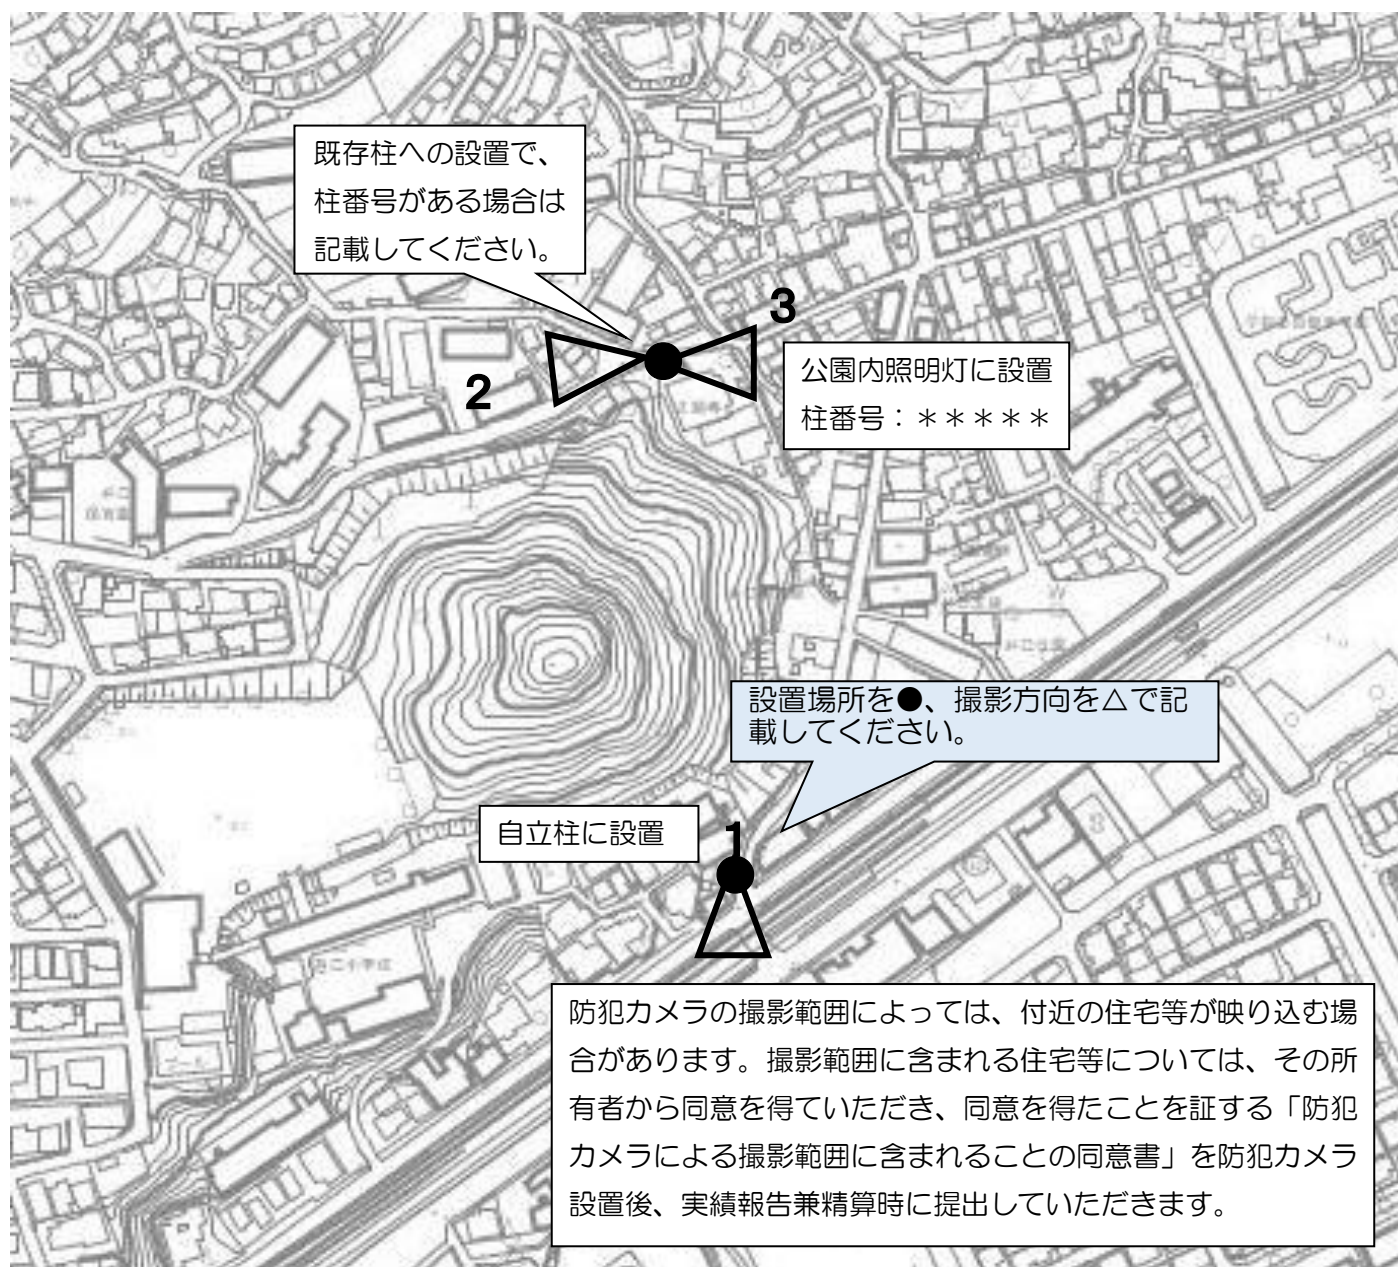 既存柱への設置で、
柱番号がある場合は
記載してください。
3
2
公園内照明灯に設置
柱番号：＊＊＊＊＊
設置場所を●、撮影方向を△で記
載してください。
自立柱に設置
1
防犯カメラの撮影範囲によっては、付近の住宅等が映り込む場
合があります。撮影範囲に含まれる住宅等については、その所
有者から同意を得ていただき、同意を得たことを証する「防犯
カメラによる撮影範囲に含まれることの同意書」を防犯カメラ
設置後、実績報告兼精算時に提出していただきます。